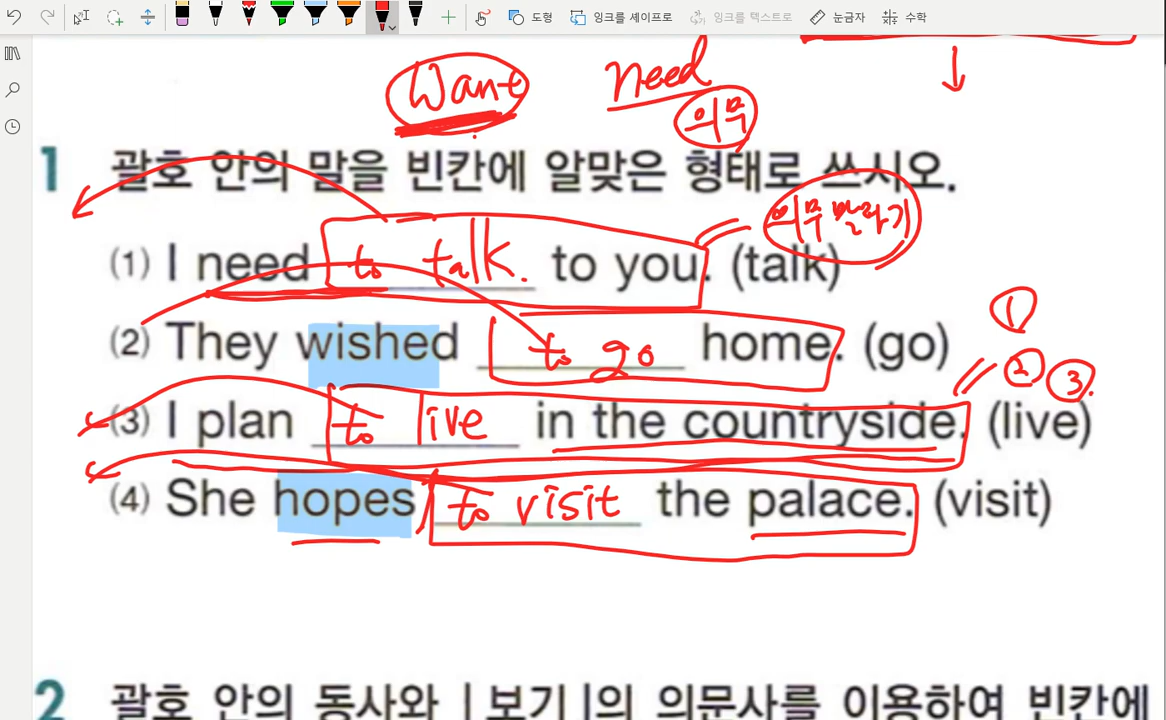 도형 잉크를 셰이프로 잉크를 텍스트로 눈금자 수학
Want need
의무
1 괄호 안의 말을 빈칸에 알맞은 형태로 쓰시오.
의무 말하기
(1) I need to talk. to you. (talk)
(2) They wished to go home. (go)
①
② ③
(3) I plan to live in the countryside. (live)
(4) She hopes to visit the palace. (visit)
2 괄호 안의 동사와 | 보기 |의 의문사를 이용하여 빈칸에